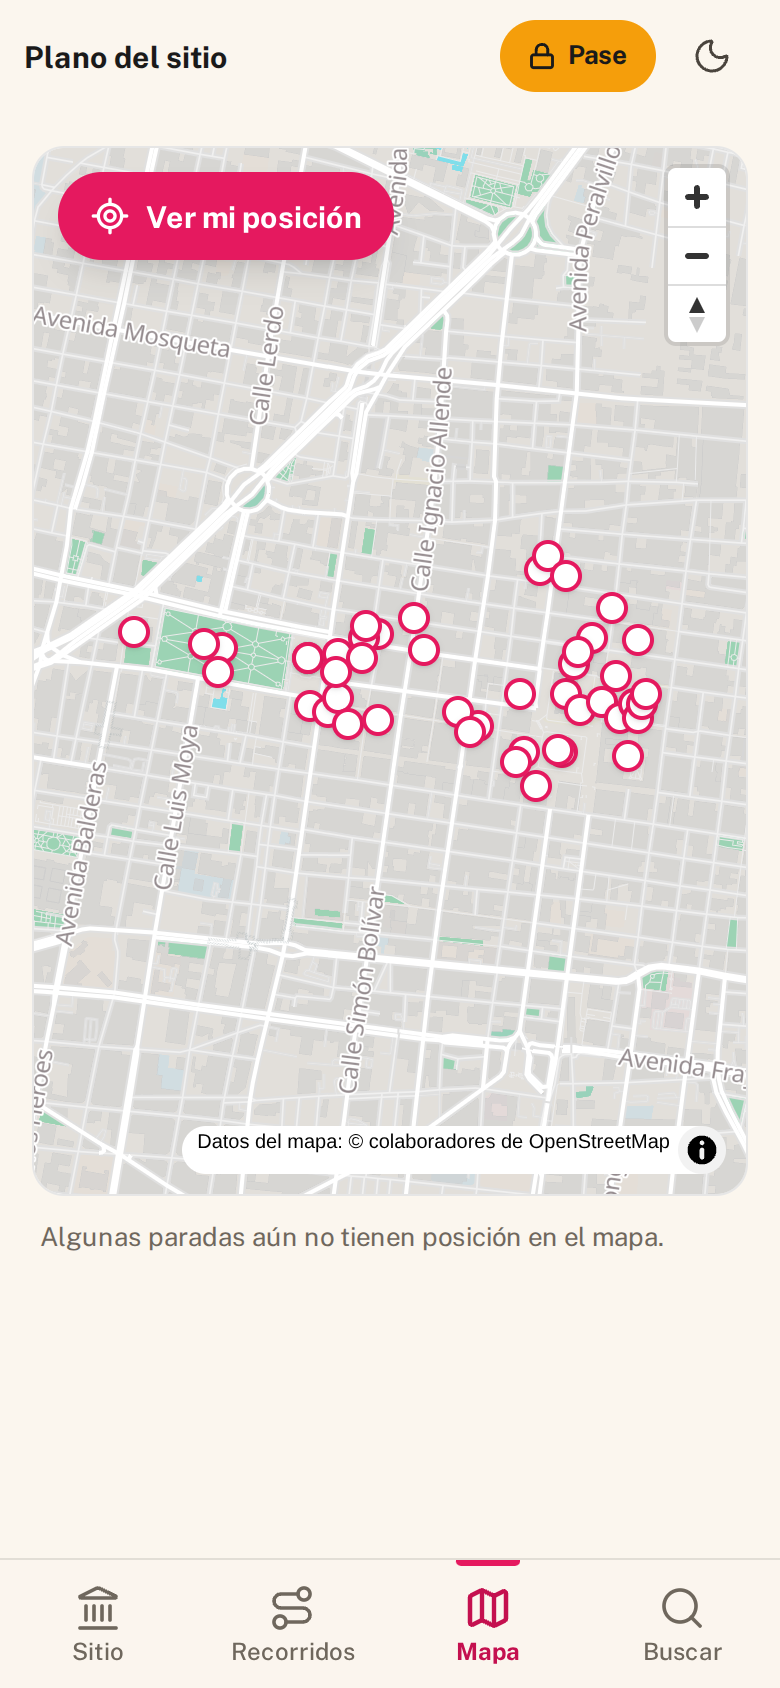 Plano del sitio
Pase
Ver mi posición
Avenida
Avenida Peralvillo
Avenida Mosqueta
Calle Lerdo
Calle Ignacio Allende
Calle Luis Moya
Avenida Balderas
Calle Simón Bolívar
Avenida Fra
Datos del mapa: © colaboradores de OpenStreetMap
Algunas paradas aún no tienen posición en el mapa.
Sitio
Recorridos
Mapa
Buscar